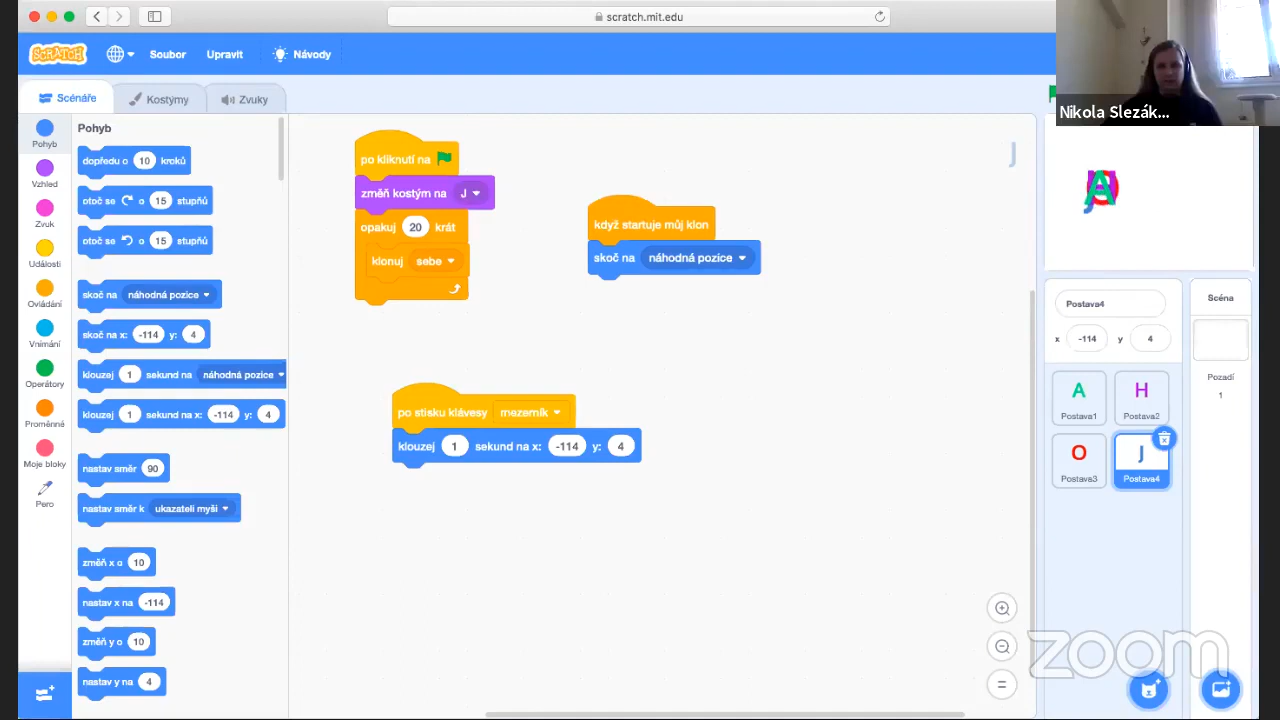 scratch.mit.edu
SCRATCH
Soubor
Upravit
Návody
Nikola Slezák...
Scénáře
Kostýmy
Zvuky
Pohyb
Vzhled
Zvuk
Události
Ovládání
Vnímání
Operátory
Proměnné
Moje bloky
Pero
Pohyb
dopředu o 10 kroků
otoč se o 15 stupňů
otoč se o 15 stupňů
skoč na náhodná pozice
skoč na x: -114 y: 4
klouzej 1 sekund na náhodná pozice
klouzej 1 sekund na x: -114 y: 4
nastav směr 90
nastav směr k ukazateli myši
změň x o 10
nastav x na -114
změň y o 10
nastav y na 4
po kliknutí na
změň kostým na J
opakuj 20 krát
klonuj sebe
když startuje můj klon
skoč na náhodná pozice
po stisku klávesy mezerník
klouzej 1 sekund na x: -114 y: 4
J
A
H
O
J
Postava4
x -114 y 4
A
Postava1
H
Postava2
O
Postava3
J
Postava4
Scéna
Pozadí
1
zoom